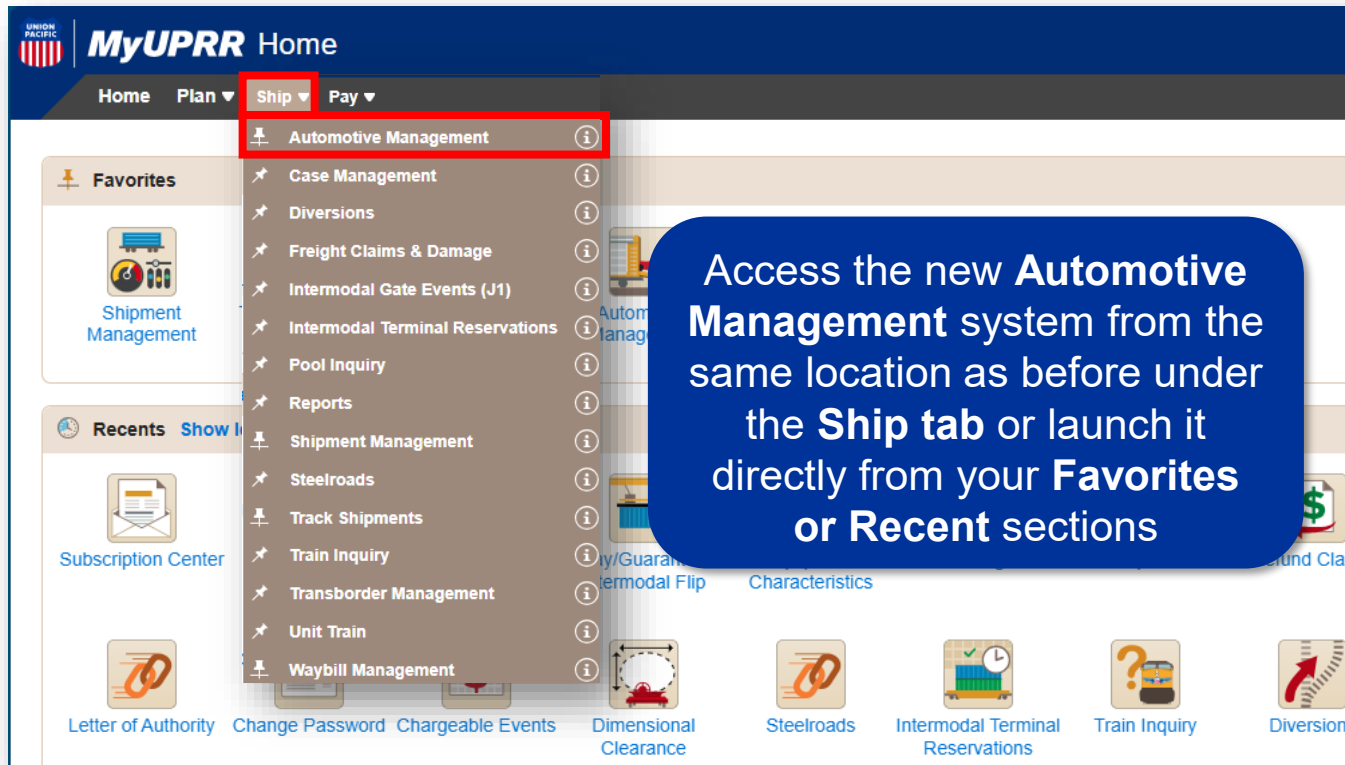 UNION
PACIFIC
MyUPRR Home
Home Plan Ship Pay
Automotive Management
Case Management
Diversions
Freight Claims & Damage
Intermodal Gate Events (J1)
Intermodal Terminal Reservations
Pool Inquiry
Reports
Shipment Management
Steelroads
Track Shipments
Train Inquiry
Transborder Management
Unit Train
Waybill Management
Favorites
Shipment
Management
Access the new Automotive
Management system from the
same location as before under
the Ship tab or launch it
directly from your Favorites
or Recent sections
Recents Show
Subscription Center
Flip
Characteristics
Letter of Authority
Change Password
Chargeable Events
Dimensional
Clearance
Steelroads
Intermodal Terminal
Reservations
Train Inquiry
Diversion